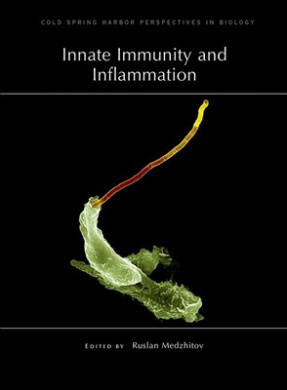 COLD SPRING HARBOR PERSPECTIVES IN BIOLOGY
Innate Immunity and
Inflammation
EDITED BY Ruslan Medzhitov